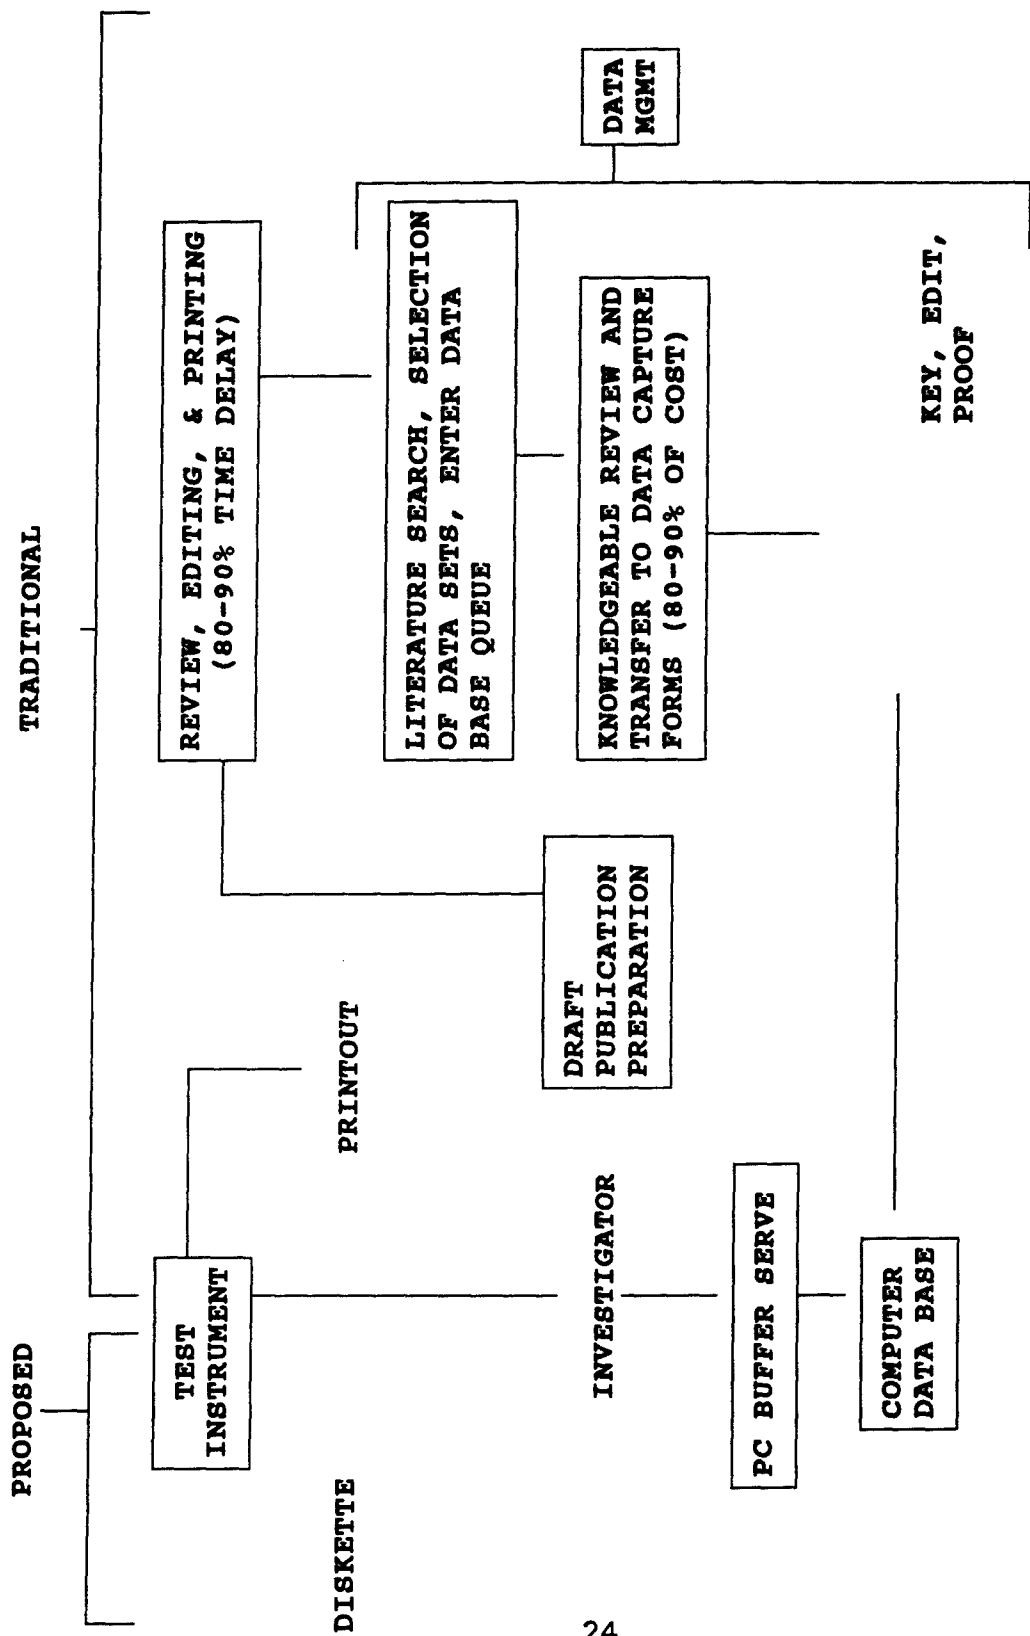 PROPOSED
TRADITIONAL
TEST
INSTRUMENT
REVIEW, EDITING, & PRINTING
(80-90% TIME DELAY)
DISKETTE
PRINTOUT
LITERATURE SEARCH, SELECTION
OF DATA SETS, ENTER DATA
BASE QUEUE
INVESTIGATOR
DRAFT
PUBLICATION
PREPARATION
KNOWLEDGEABLE REVIEW AND
TRANSFER TO DATA CAPTURE
FORMS (80-90% OF COST)
DATA
MGMT
PC BUFFER SERVE
COMPUTER
DATA BASE
KEY, EDIT,
PROOF
24